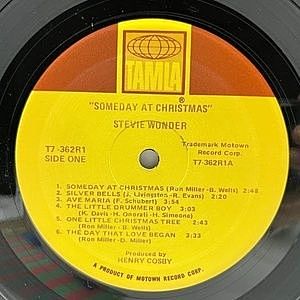 TAMLA
®
"SOMEDAY AT CHRISTMAS"
STEVIE WONDER
T7-362R1
SIDE ONE
Trademark Motown
Record Corp.
T7-362R1A
1. SOMEDAY AT CHRISTMAS (Ron Miller-B. Wells) 2:48
2. SILVER BELLS (J. Livingston-R. Evans) 2:20
3. AVE MARIA (F. Schubert) 3:54
4. THE LITTLE DRUMMER BOY 3:03
(K. Davis-H. Onorati-H. Simeone)
5. ONE LITTLE CHRISTMAS TREE 2:43
(Ron Miller-B. Wells)
6. THE DAY THAT LOVE BEGAN 3:33
(Ron Miller-D. Miller)
Produced by
HENRY COSBY
A PRODUCT OF MOTOWN RECORD CORP.